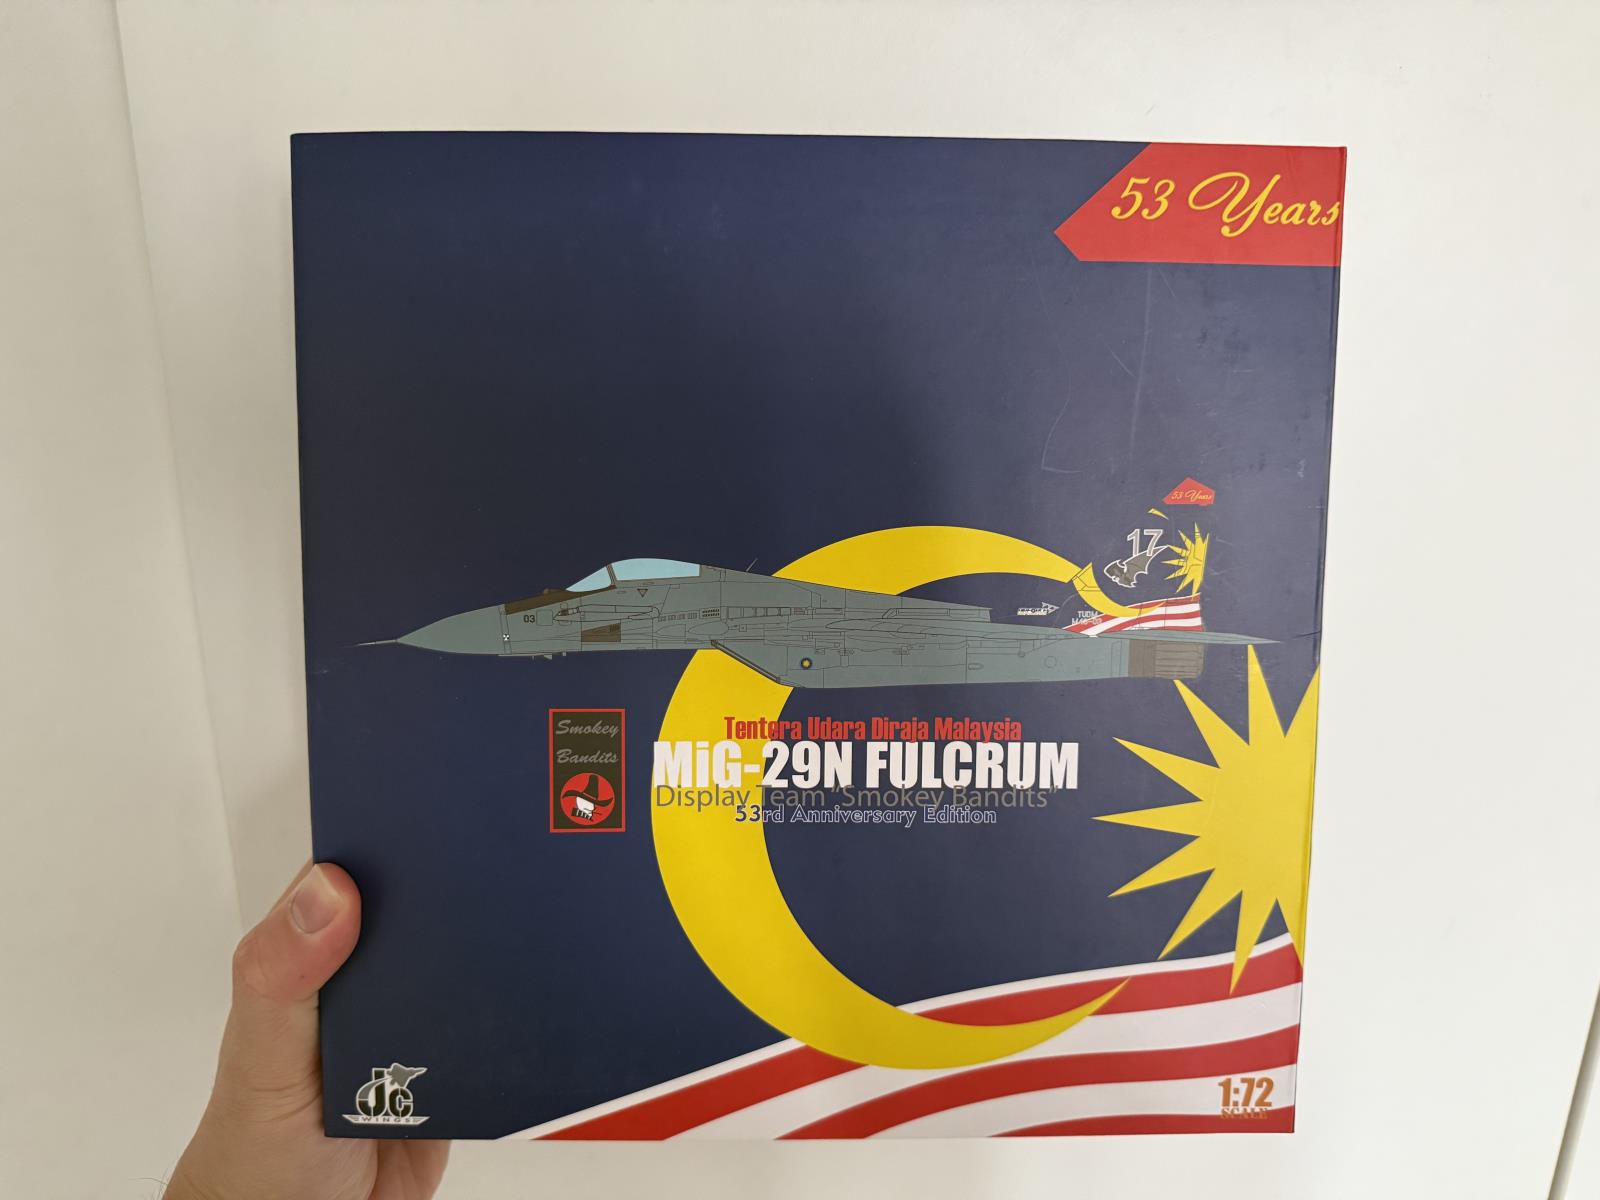 53 Years
53 Years
17
03
TUDM
M43-03
Smokey
Bandits
Tentera Udara Diraja Malaysia
MiG-29N FULCRUM
Display Team "Smokey Bandits"
53rd Anniversary Edition
JC
WINGS
1:72
SCALE